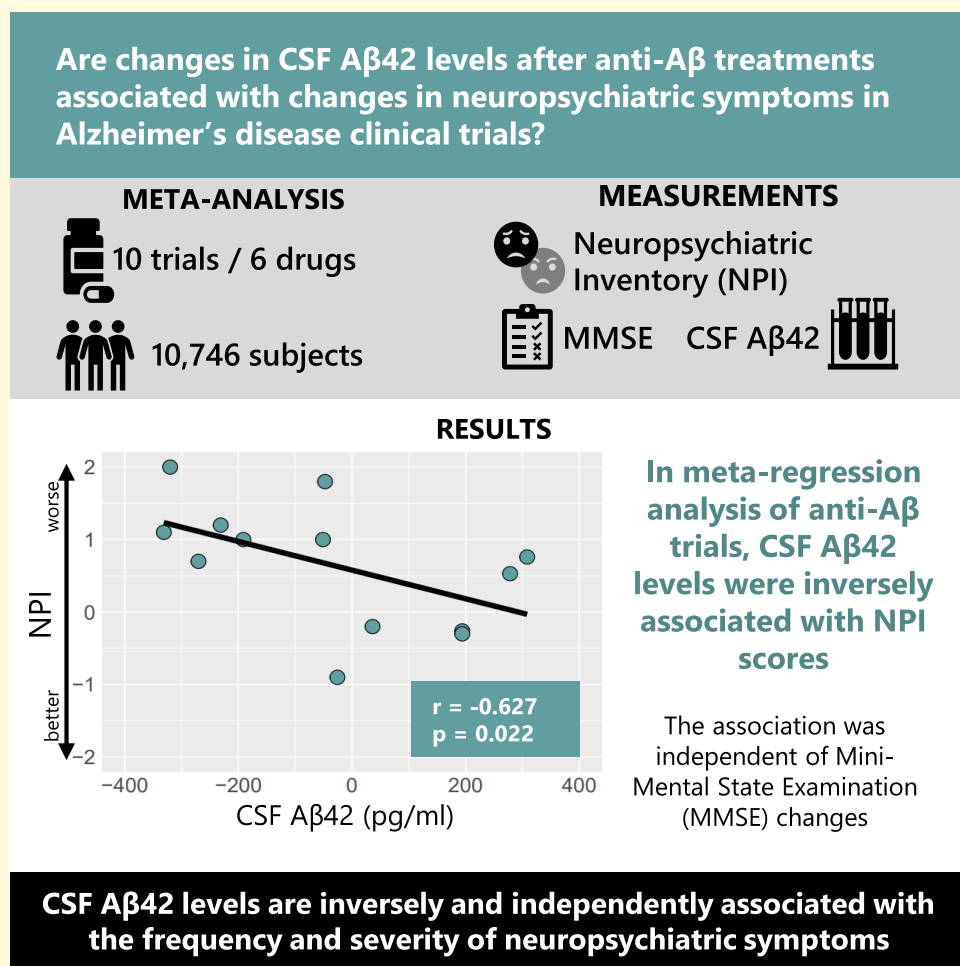 Are changes in CSF Aβ42 levels after anti-Aβ treatments
associated with changes in neuropsychiatric symptoms in
Alzheimer’s disease clinical trials?
META-ANALYSIS
10 trials / 6 drugs
10,746 subjects
MEASUREMENTS
Neuropsychiatric
Inventory (NPI)
MMSE
CSF Aβ42
RESULTS
worse
NPI
better
2
1
0
−1
−2
r = -0.627
p = 0.022
−400
−200
0
200
400
CSF Aβ42 (pg/ml)
In meta-regression
analysis of anti-Aβ
trials, CSF Aβ42
levels were inversely
associated with NPI
scores
The association was
independent of Mini-
Mental State Examination
(MMSE) changes
CSF Aβ42 levels are inversely and independently associated with
the frequency and severity of neuropsychiatric symptoms